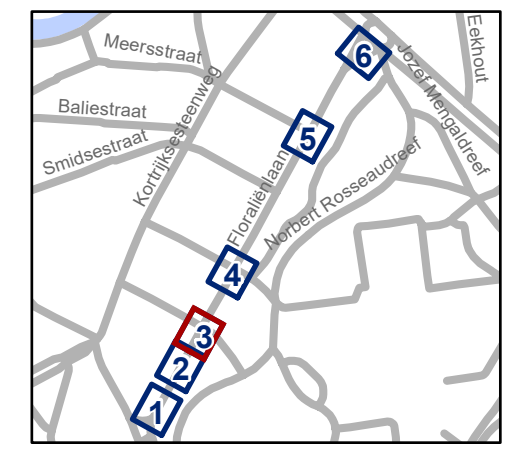 Meersstraat
Baliestraat
Smidsestraat
Kortrijksesteenweg
Floraliënlaan
Norbert Rosseaudreef
Jozef Mengaldreef
Eekhout
6
5
4
3
2
1